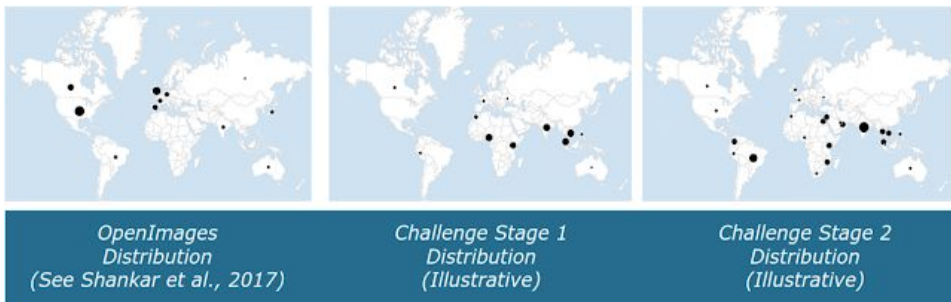 OpenImages
Distribution
(See Shankar et al., 2017)
Challenge Stage 1
Distribution
(Illustrative)
Challenge Stage 2
Distribution
(Illustrative)